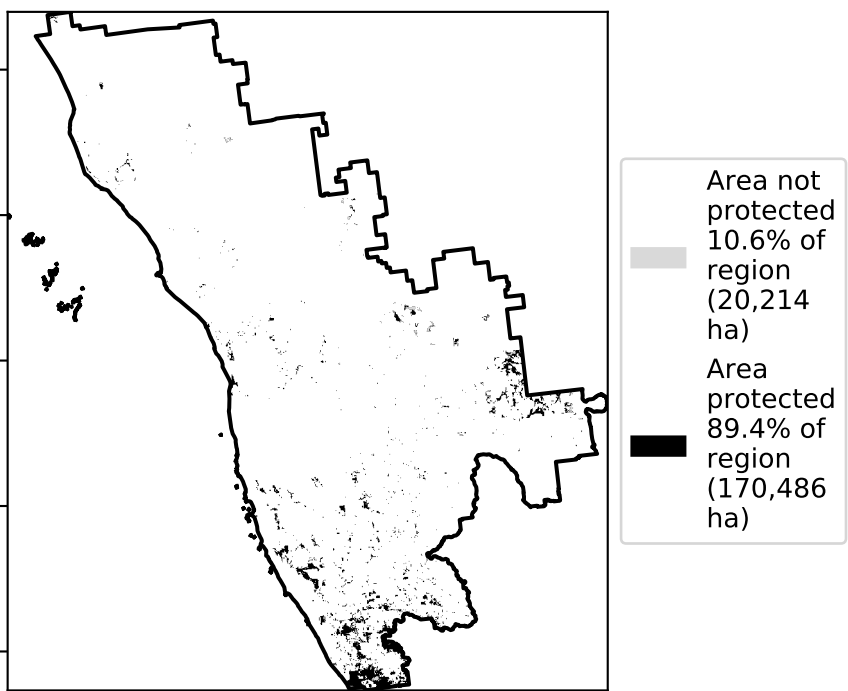 Area not
protected
10.6% of
region
(20,214
ha)
Area
protected
89.4% of
region
(170,486
ha)